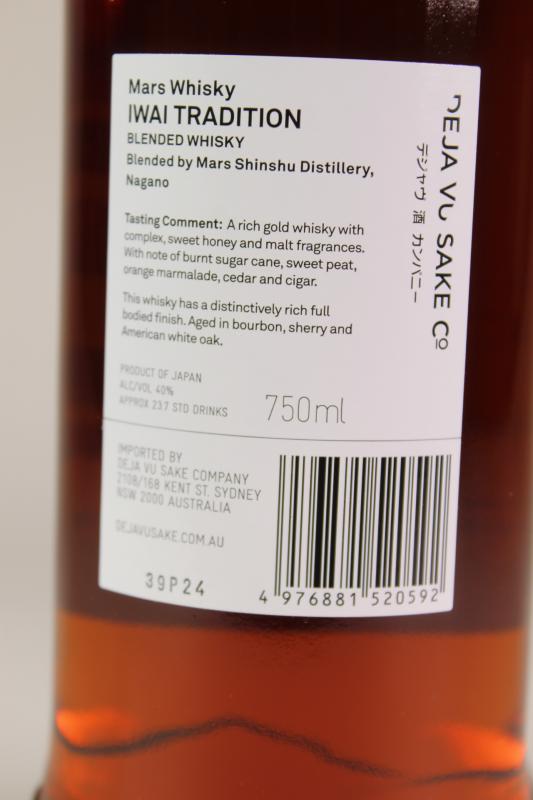 Mars Whisky
IWAI TRADITION
BLENDED WHISKY
Blended by Mars Shinshu Distillery,
Nagano
Tasting Comment: A rich gold whisky with
complex, sweet honey and malt fragrances.
With note of burnt sugar cane, sweet peat,
orange marmalade, cedar and cigar.
This whisky has a distinctively rich full
bodied finish. Aged in bourbon, sherry and
American white oak.
PRODUCT OF JAPAN
ALC/VOL 40%
APPROX 23.7 STD DRINKS
750ml
DEJA VU SAKE Co
デジャヴ 酒 カンパニー
IMPORTED BY
DEJA VU SAKE COMPANY
2108/168 KENT ST. SYDNEY
NSW 2000 AUSTRALIA
DEJAVUSAKE.COM.AU
39P24
4 976881 520592